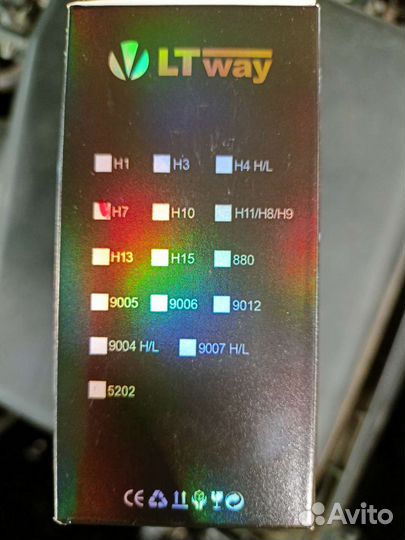 LTway
H1 H3 H4 H/L
H7 H10 H11/H8/H9
H13 H15 880
9005 9006 9012
9004 H/L 9007 H/L
5202
CE
Avito